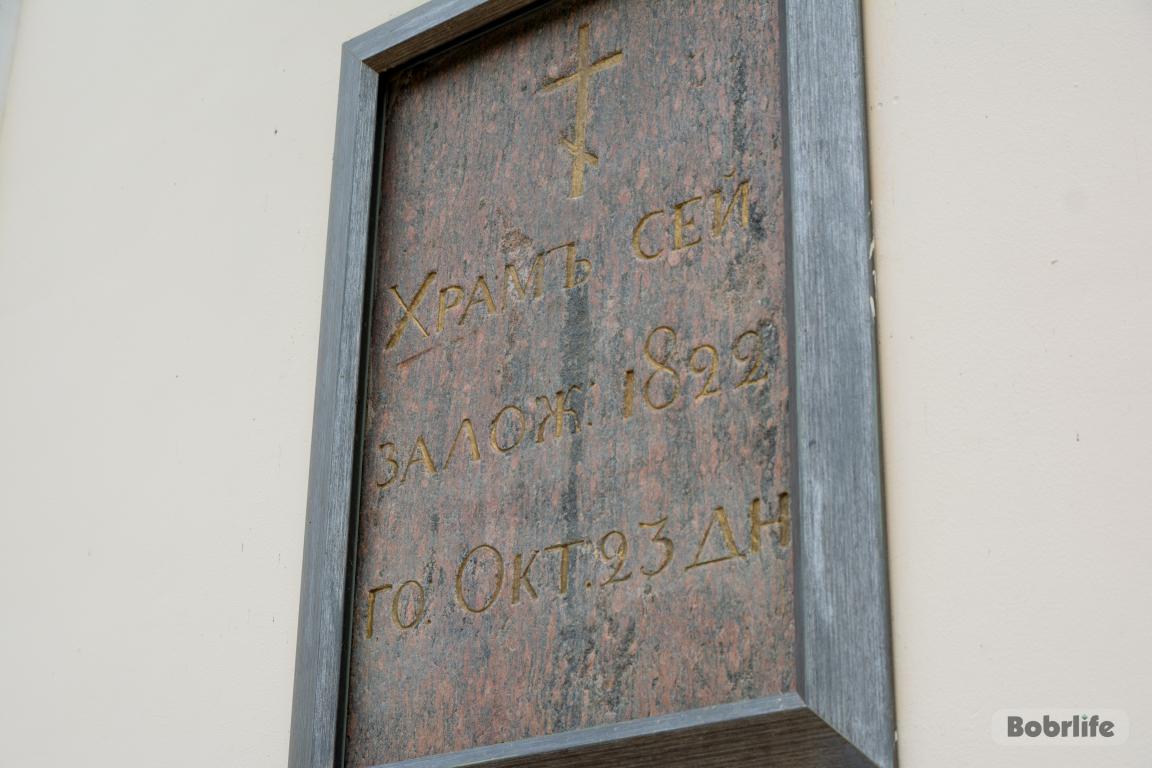 Храмъ сей
залож: 1822
го. Окт. 23 дн
Bobrlife